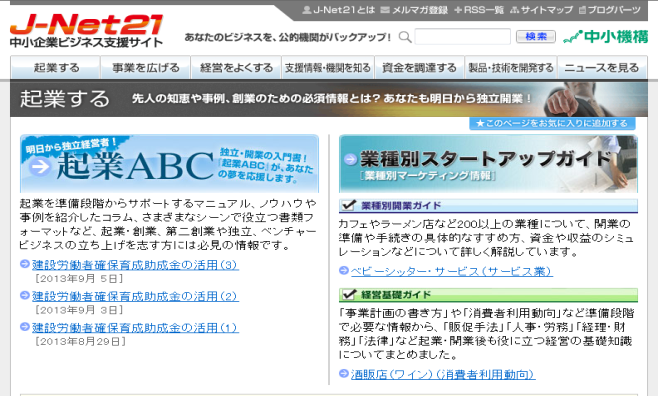 J-Net21
中小企業ビジネス支援サイト
J-Net21とは メルマガ登録 RSS一覧 サイトマップ ブログパーツ
あなたのビジネスを、公的機関がバックアップ! 検索 中小機構
起業する 事業を広げる 経営をよくする 支援情報・機関を知る 資金を調達する 製品・技術を開発する ニュースを見る
起業する 先人の知恵や事例、創業のための必須情報とは?あなたも明日から独立開業!
★このページをお気に入りに追加する
明日から独立経営者!
起業ABC
独立・開業の入門書!
「起業ABC」が、あなた
の夢を応援します。
起業を準備段階からサポートするマニュアル、ノウハウや
事例を紹介したコラム、さまざまなシーンで役立つ書類フ
ォーマットなど、起業・創業、第二創業や独立、ベンチャー
ビジネスの立ち上げを志す方には必見の情報です。
建設労働者確保育成助成金の活用(3)
[2013年9月 5日]
建設労働者確保育成助成金の活用(2)
[2013年9月 3日]
建設労働者確保育成助成金の活用(1)
[2013年8月29日]
業種別スタートアップガイド
[業種別マーケティング情報]
業種別開業ガイド
カフェやラーメン店など200以上の業種について、開業の
準備や手続きの具体的なすすめ方、資金や収益のシミュ
レーションなどについて詳しく解説しています。
ベビーシッター・サービス(サービス業)
経営基礎ガイド
「事業計画の書き方」や「消費者利用動向」など準備段階
で必要な情報から、「販促手法」「人事・労務」「経理・財
務」「法律」など起業・開業後も役に立つ経営の基礎知識
についてまとめました。
酒販店(ワイン)(消費者利用動向)